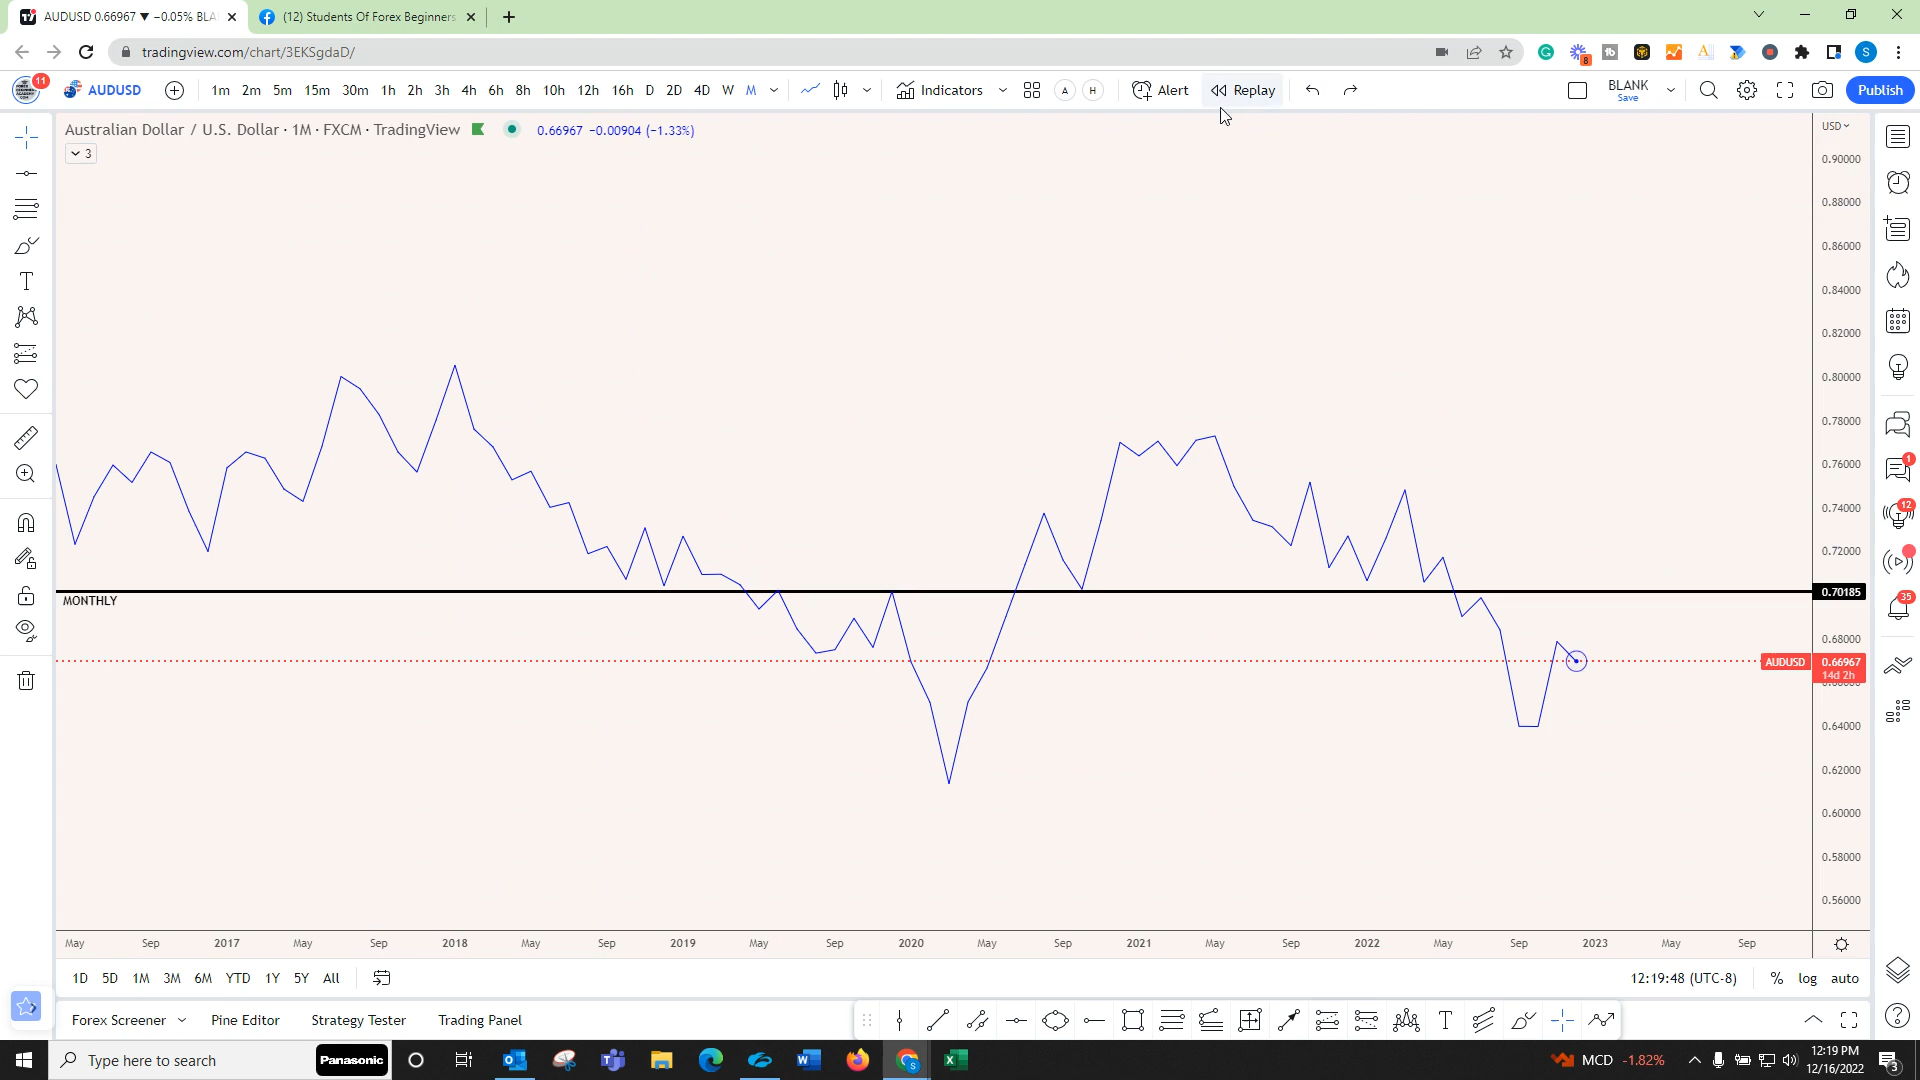 AUDUSD 0.66967 ▼ −0.05% BLA
(12) Students Of Forex Beginners
tradingview.com/chart/3EKSgdaD/
8
11
AUDUSD
1m 2m 5m 15m 30m 1h 2h 3h 4h 6h 8h 10h 12h 16h D 2D 4D W M
Indicators
A
H
Alert
Replay
BLANK
Save
Publish
Australian Dollar / U.S. Dollar · 1M · FXCM · TradingView
0.66967 −0.00904 (−1.33%)
3
USD
0.90000
0.88000
0.86000
0.84000
0.82000
0.80000
0.78000
0.76000
0.74000
0.72000
0.70185
MONTHLY
0.68000
AUDUSD
0.66967
14d 2h
0.64000
0.62000
0.60000
0.58000
0.56000
1
12
35
May Sep 2017 May Sep 2018 May Sep 2019 May Sep 2020 May Sep 2021 May Sep 2022 May Sep 2023 May Sep
1D 5D 1M 3M 6M YTD 1Y 5Y All
12:19:48 (UTC-8)
% log auto
Forex Screener
Pine Editor
Strategy Tester
Trading Panel
Type here to search
Panasonic
MCD -1.82%
12:19 PM
12/16/2022
3